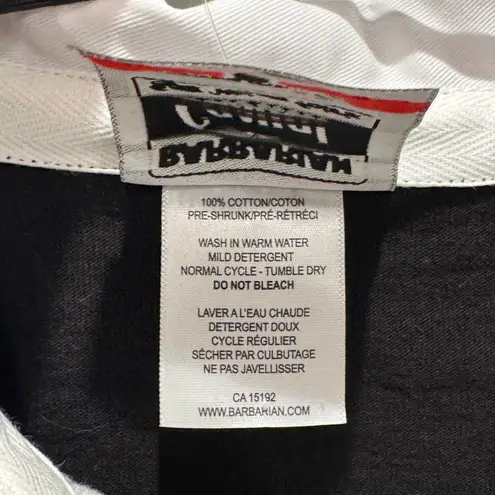 BARBARIAN
100% COTTON/COTON
PRE-SHRUNK/PRÉ-RÉTRÉCI
WASH IN WARM WATER
MILD DETERGENT
NORMAL CYCLE - TUMBLE DRY
DO NOT BLEACH
LAVER A L'EAU CHAUDE
DETERGENT DOUX
CYCLE RÉGULIER
SÉCHER PAR CULBUTAGE
NE PAS JAVELLISSER
CA 15192
WWW.BARBARIAN.COM